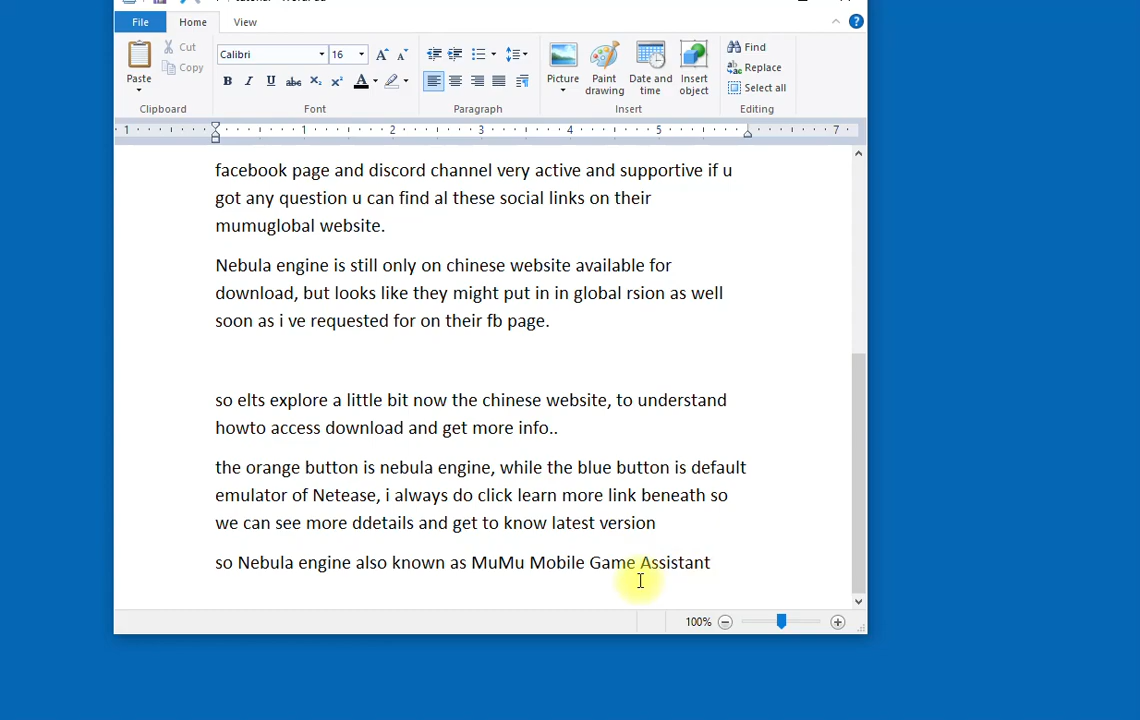 File Home View
Cut
Copy
Paste
Clipboard
Calibri 16
Font
Paragraph
Picture
Paint drawing
Date and time
Insert object
Insert
Find
Replace
Select all
Editing
1 1 2 3 4 5 7
facebook page and discord channel very active and supportive if u
got any question u can find al these social links on their
mumuglobal website.
Nebula engine is still only on chinese website available for
download, but looks like they might put in in global rsion as well
soon as i ve requested for on their fb page.
so elts explore a little bit now the chinese website, to understand
howto access download and get more info..
the orange button is nebula engine, while the blue button is default
emulator of Netease, i always do click learn more link beneath so
we can see more ddetails and get to know latest version
so Nebula engine also known as MuMu Mobile Game Assistant
100%